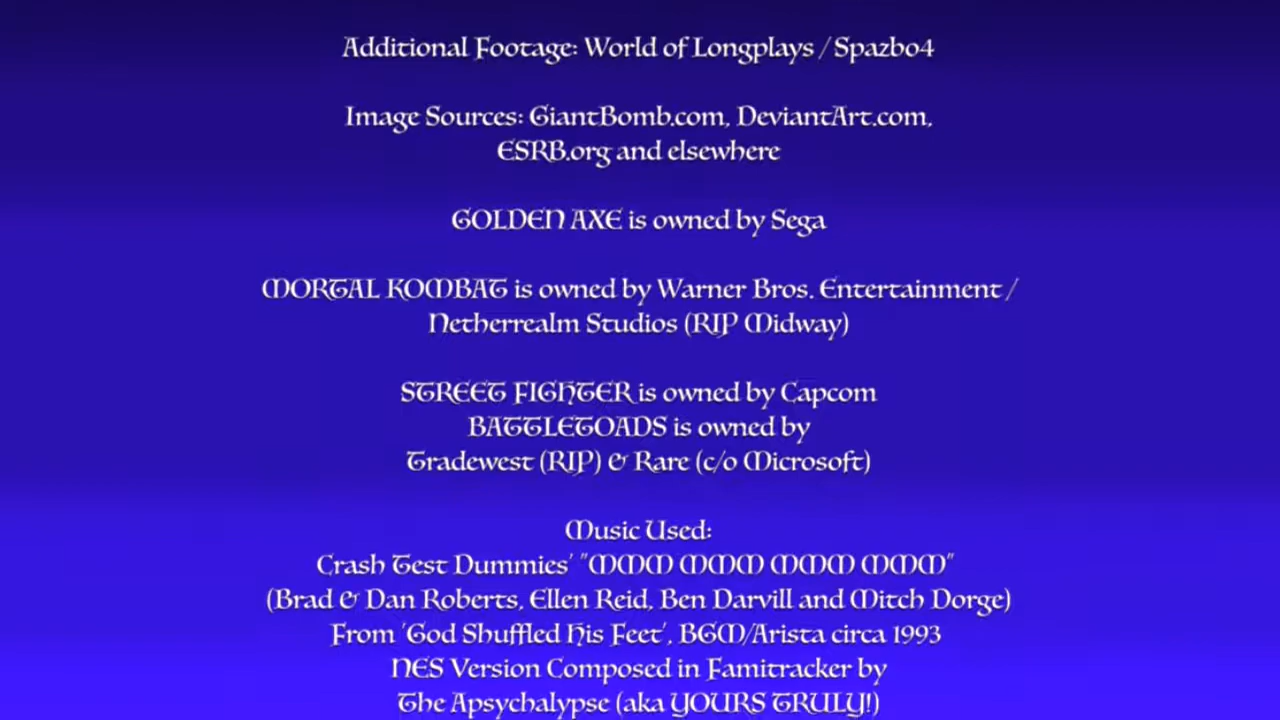 Additional Footage: World of Longplays / Spazbo4
Image Sources: GiantBomb.com, DeviantArt.com,
ESRB.org and elsewhere
GOLDEN AXE is owned by Sega
MORTAL KOMBAT is owned by Warner Bros. Entertainment /
Netherrealm Studios (RIP Midway)
STREET FIGHTER is owned by Capcom
BATTLETOADS is owned by
Tradewest (RIP) & Rare (c/o Microsoft)
Music Used:
Crash Test Dummies' "MMM MMM MMM MMM"
(Brad & Dan Roberts, Ellen Reid, Ben Darvill and Mitch Dorge)
From 'God Shuffled His Feet', BGM/Arista circa 1993
NES Version Composed in Famitracker by
The Apsychalypse (aka YOURS TRULY!)